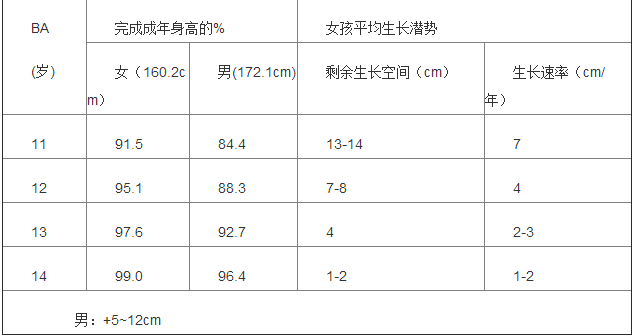 BA 完成成年身高的% 女孩平均生长潜势
(岁) 女（160.2c 男(172.1cm) 剩余生长空间（cm） 生长速率（cm/
m） 年）
11 91.5 84.4 13-14 7
12 95.1 88.3 7-8 4
13 97.6 92.7 4 2-3
14 99.0 96.4 1-2 1-2
男：+5~12cm